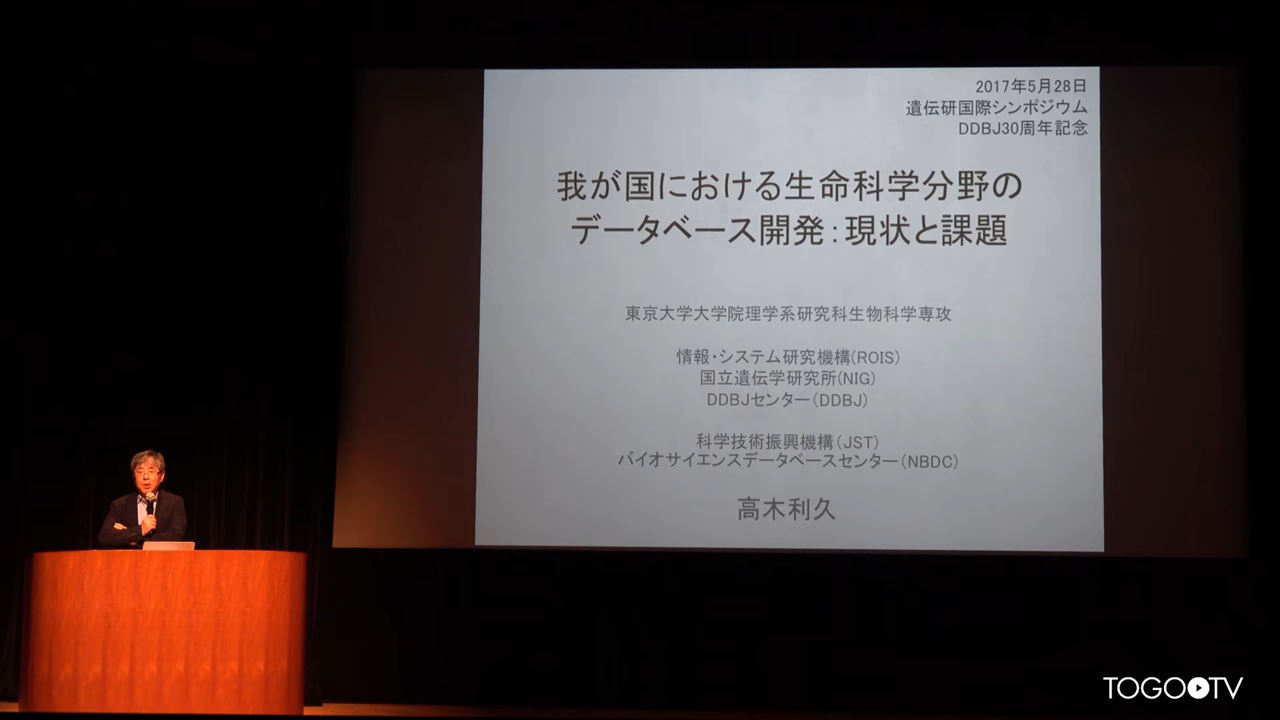 2017年5月28日
遺伝研国際シンポジウム
DDBJ30周年記念
我が国における生命科学分野の
データベース開発：現状と課題
東京大学大学院理学系研究科生物科学専攻
情報・システム研究機構(ROIS)
国立遺伝学研究所(NIG)
DDBJセンター（DDBJ）
科学技術振興機構（JST）
バイオサイエンスデータベースセンター（NBDC）
高木利久
TOGOTV